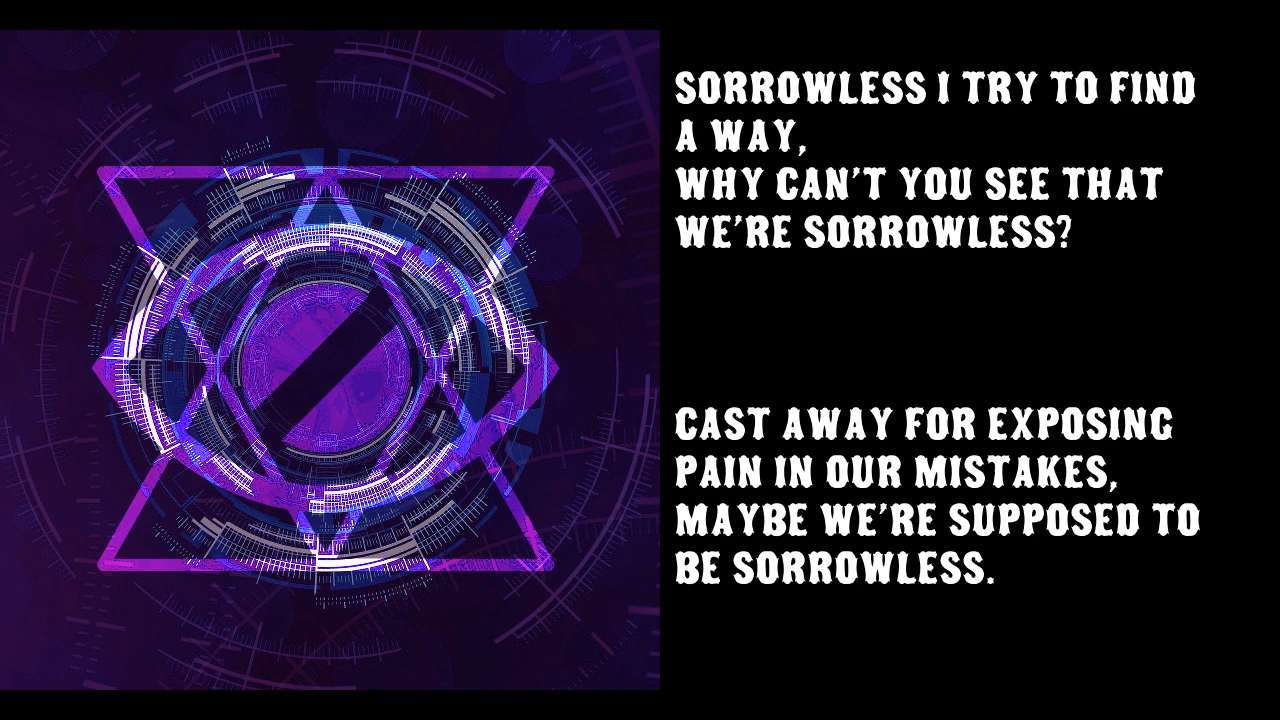 SORROWLESS I TRY TO FIND
A WAY,
WHY CAN'T YOU SEE THAT
WE'RE SORROWLESS?
CAST AWAY FOR EXPOSING
PAIN IN OUR MISTAKES,
MAYBE WE'RE SUPPOSED TO
BE SORROWLESS.